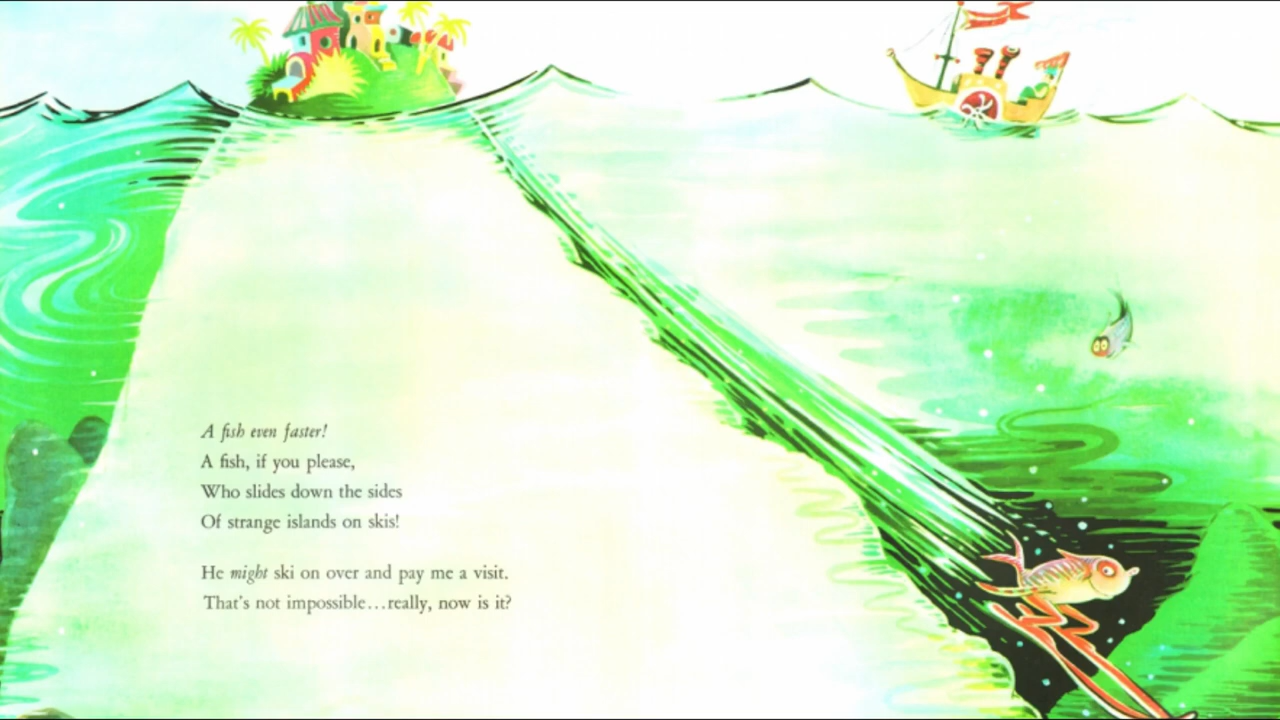 A fish even faster!
A fish, if you please,
Who slides down the sides
Of strange islands on skis!
He might ski on over and pay me a visit.
That's not impossible...really, now is it?